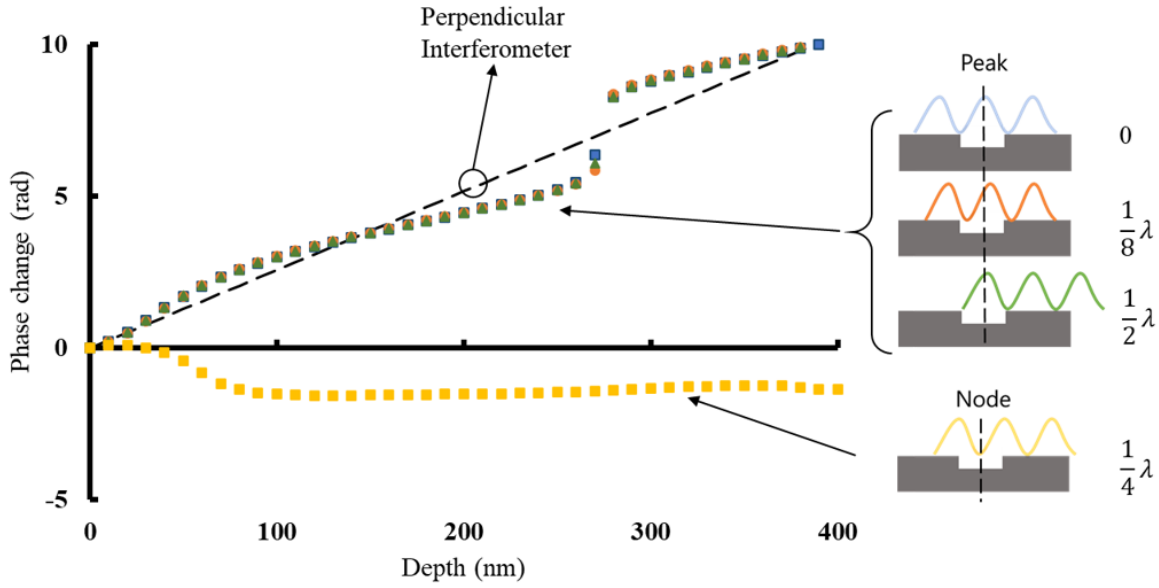 Perpendicular
Interferometer
10
5
0
-5
Phase change (rad)
0
100
200
300
400
Depth (nm)
Peak
0
1/8 λ
1/2 λ
Node
1/4 λ